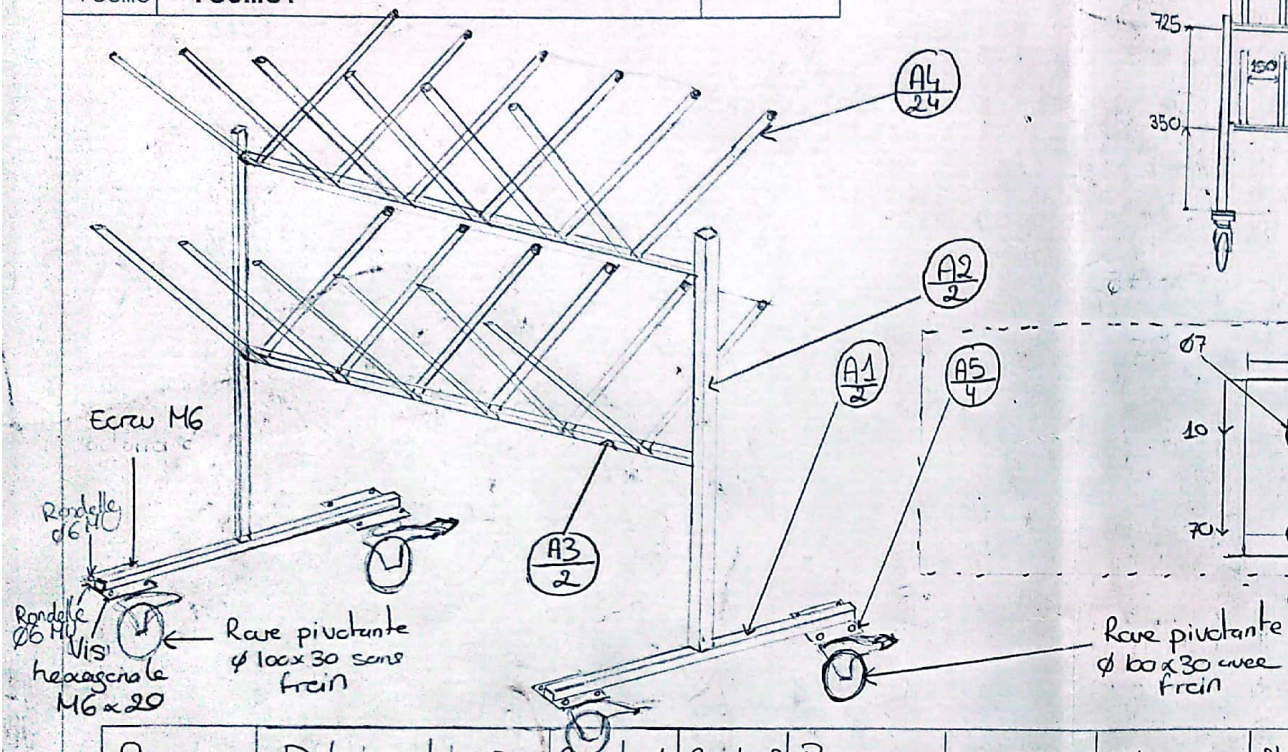 A4
24
725
150
350
A2
2
A1
2
A5
4
Ø7
10
70
Ecrou M6
Rondelle
Ø6 MU
A3
2
Rondelle
Ø6 MU
Vis
hexagonale
M6x20
Roue pivotante
Ø 100x30 sans
frein
Roue pivotante
Ø 100x30 avec
frein